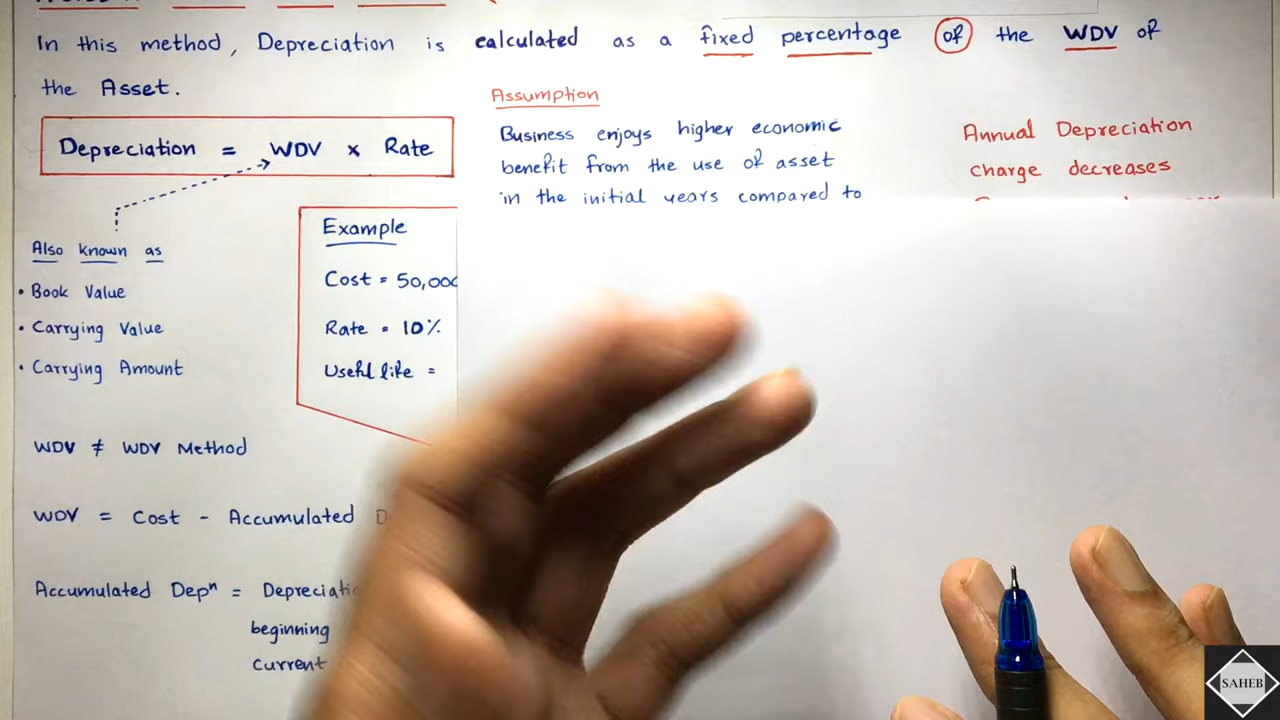 In this method, Depreciation is calculated as a fixed percentage of the WDV of
the Asset.
Depreciation = WDV × Rate
Also known as
• Book Value
• Carrying Value
• Carrying Amount
WDV ≠ WDV Method
WDV = Cost - Accumulated
Accumulated Depⁿ =
beginning
current
Example
Cost = 50,000
Rate = 10%
Useful life =
Assumption
Business enjoys higher economic
benefit from the use of asset
in the initial years compared to
Annual Depreciation
charge decreases
SAHEB